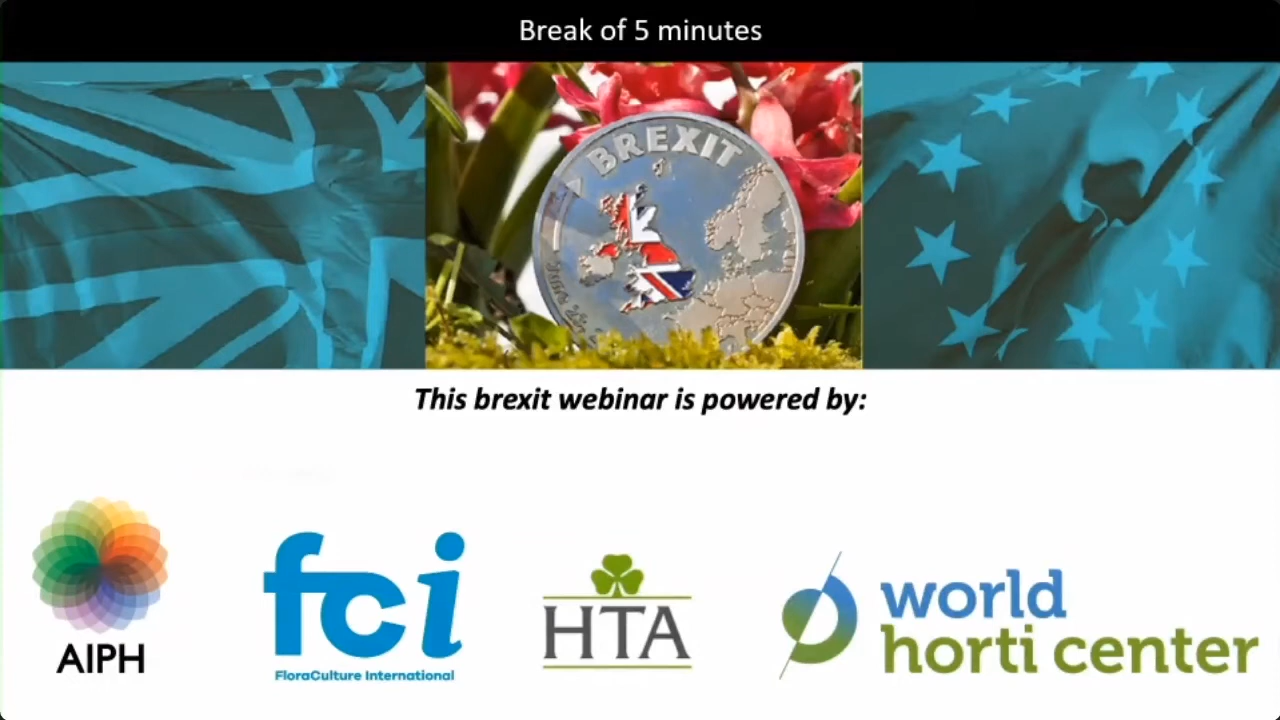 Break of 5 minutes
BREXIT
This brexit webinar is powered by:
AIPH
fci
FloraCulture International
HTA
world
horti center